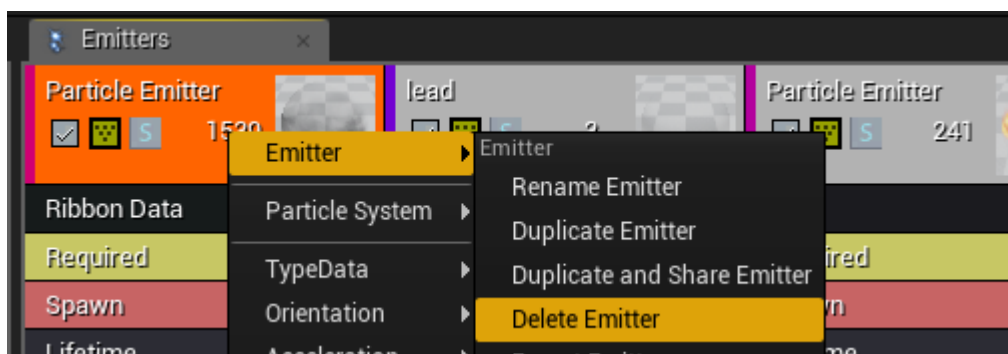 Emitters
Particle Emitter
lead
Particle Emitter
S
S
241
Emitter
Emitter
Rename Emitter
Ribbon Data
Particle System
Duplicate Emitter
Required
TypeData
Duplicate and Share Emitter
Spawn
Orientation
Delete Emitter
Lifetime